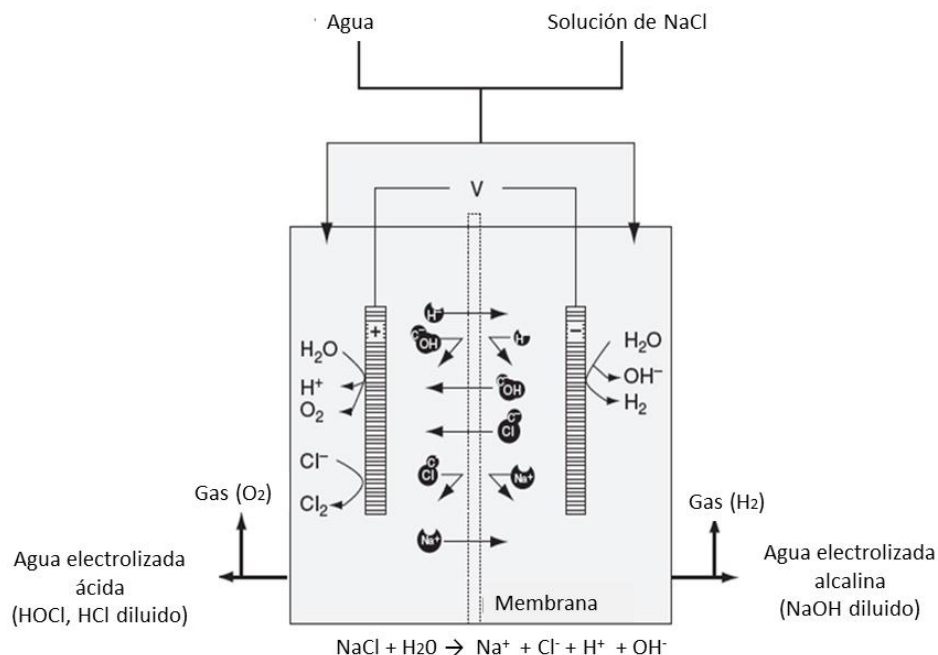 Agua
Solución de NaCl
V
+
−
H⁺
H
C⁻
OH
H₂O
H⁺
O₂
H₂O
OH⁻
H₂
C⁻
OH
C⁻
Cl
Cl⁻
Cl₂
C
Cl
Na⁺
Na⁺
Gas (O₂)
Gas (H₂)
Agua electrolizada
ácida
(HOCl, HCl diluido)
Agua electrolizada
alcalina
(NaOH diluido)
Membrana
NaCl + H₂0 → Na⁺ + Cl⁻ + H⁺ + OH⁻